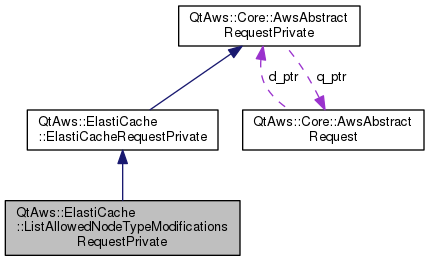 QtAws::Core::AwsAbstract
RequestPrivate
d_ptr
q_ptr
QtAws::ElastiCache
::ElastiCacheRequestPrivate
QtAws::Core::AwsAbstract
Request
QtAws::ElastiCache
::ListAllowedNodeTypeModifications
RequestPrivate